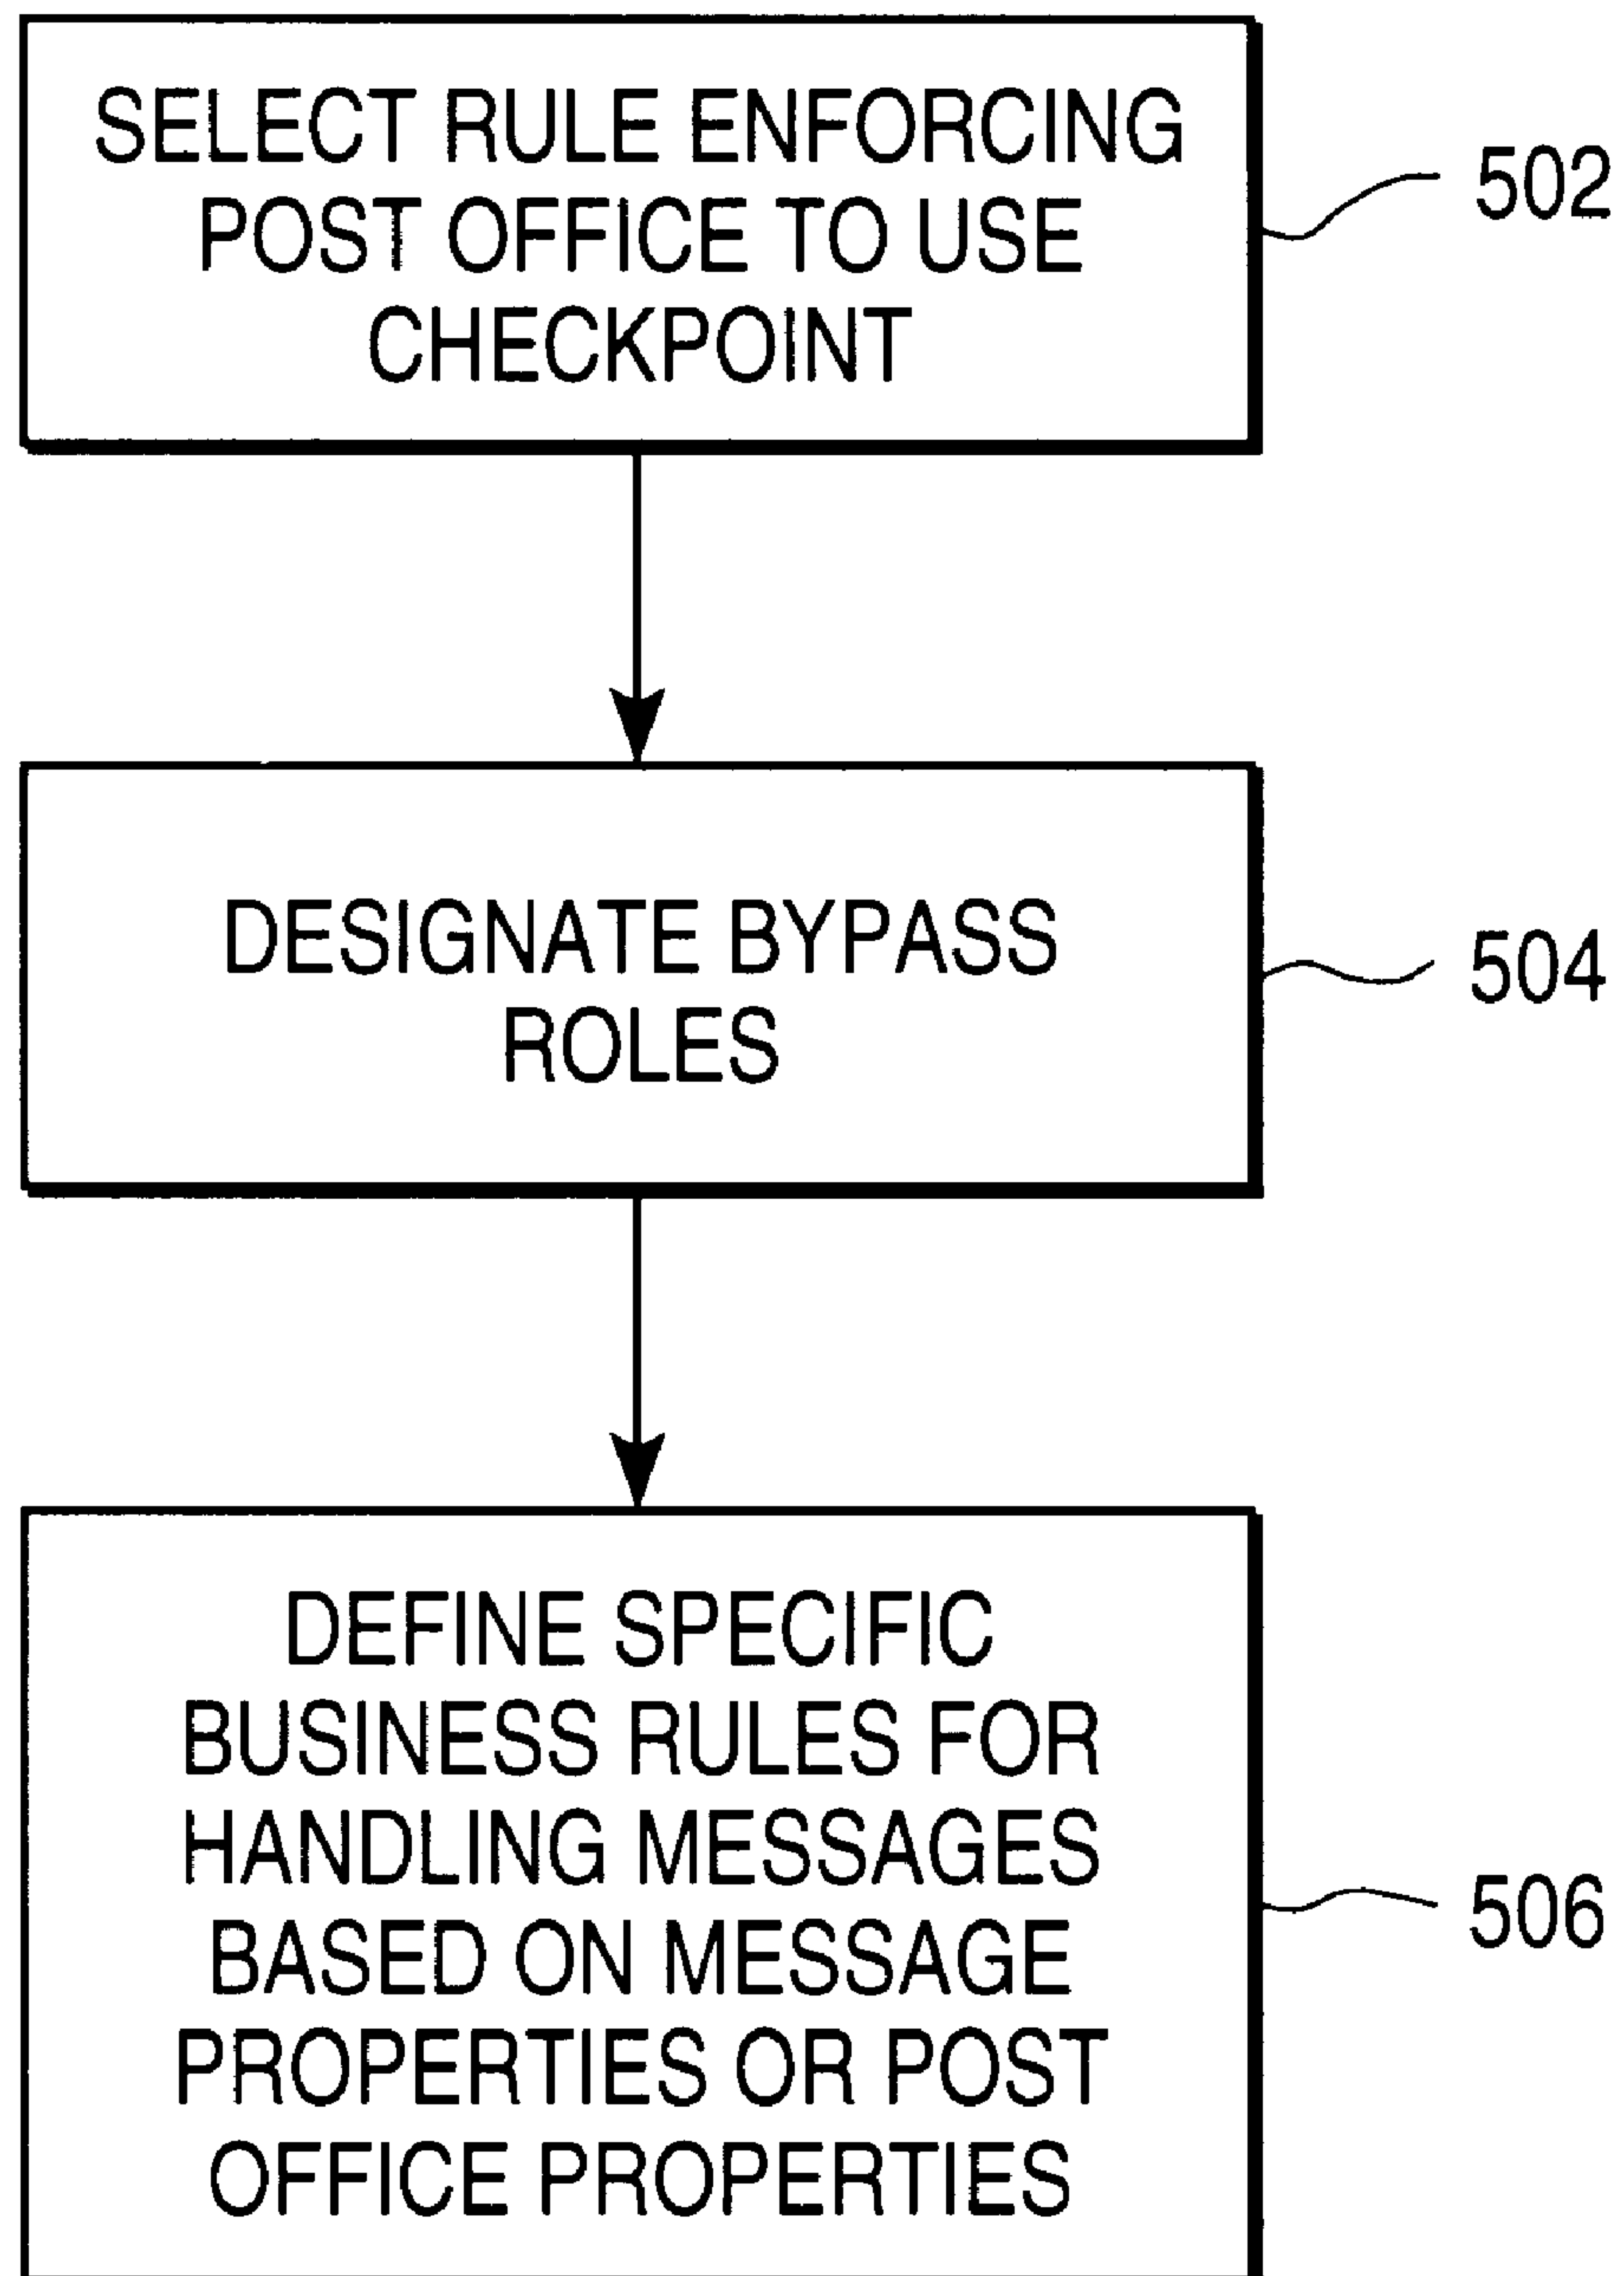 SELECT RULE ENFORCING
POST OFFICE TO USE
CHECKPOINT
502
DESIGNATE BYPASS
ROLES
504
DEFINE SPECIFIC
BUSINESS RULES FOR
HANDLING MESSAGES
BASED ON MESSAGE
PROPERTIES OR POST
OFFICE PROPERTIES
506